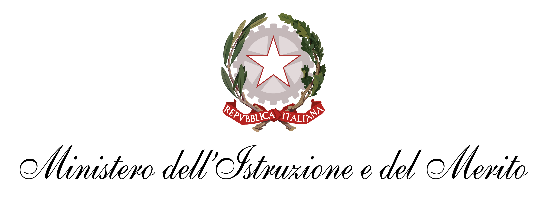 REPVBBLICA ITALIANA
Ministero dell'Istruzione e del Merito